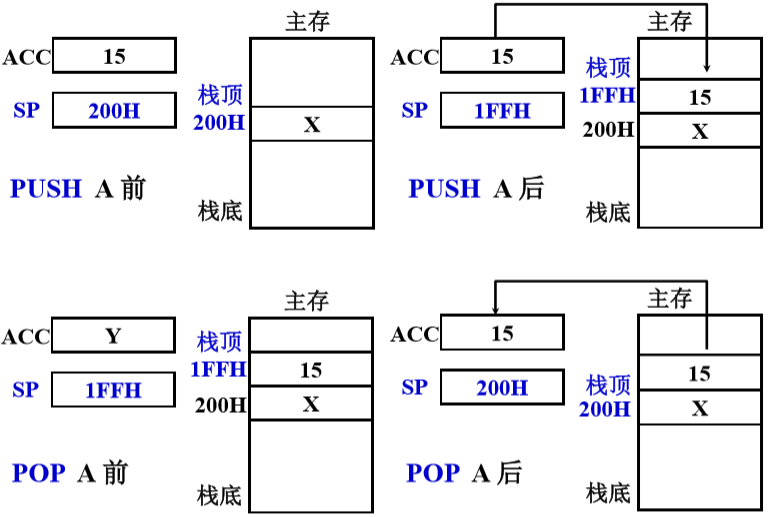 主存
ACC 15
SP 200H
栈顶
200H X
PUSH A 前
栈底
主存
ACC 15
SP 1FFH
栈顶
1FFH 15
200H X
PUSH A 后
栈底
主存
ACC Y
SP 1FFH
栈顶
1FFH 15
200H X
POP A 前
栈底
主存
ACC 15
SP 200H
15
栈顶
200H X
POP A 后
栈底